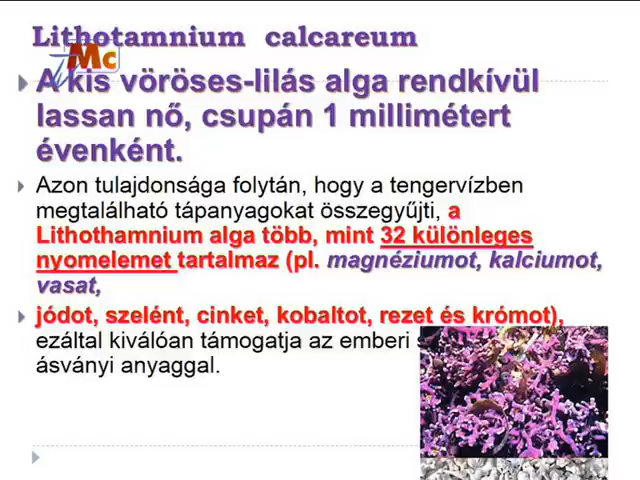 Lithotamnium calcareum
Mc
A kis vöröses-lilás alga rendkívül
lassan nő, csupán 1 millimétert
évenként.
Azon tulajdonsága folytán, hogy a tengervízben
megtalálható tápanyagokat összegyűjti, a
Lithothamnium alga több, mint 32 különleges
nyomelemet tartalmaz (pl. magnéziumot, kalciumot,
vasat,
jódot, szelént, cinket, kobaltot, rezet és krómot),
ezáltal kiválóan támogatja az emberi
ásványi anyaggal.